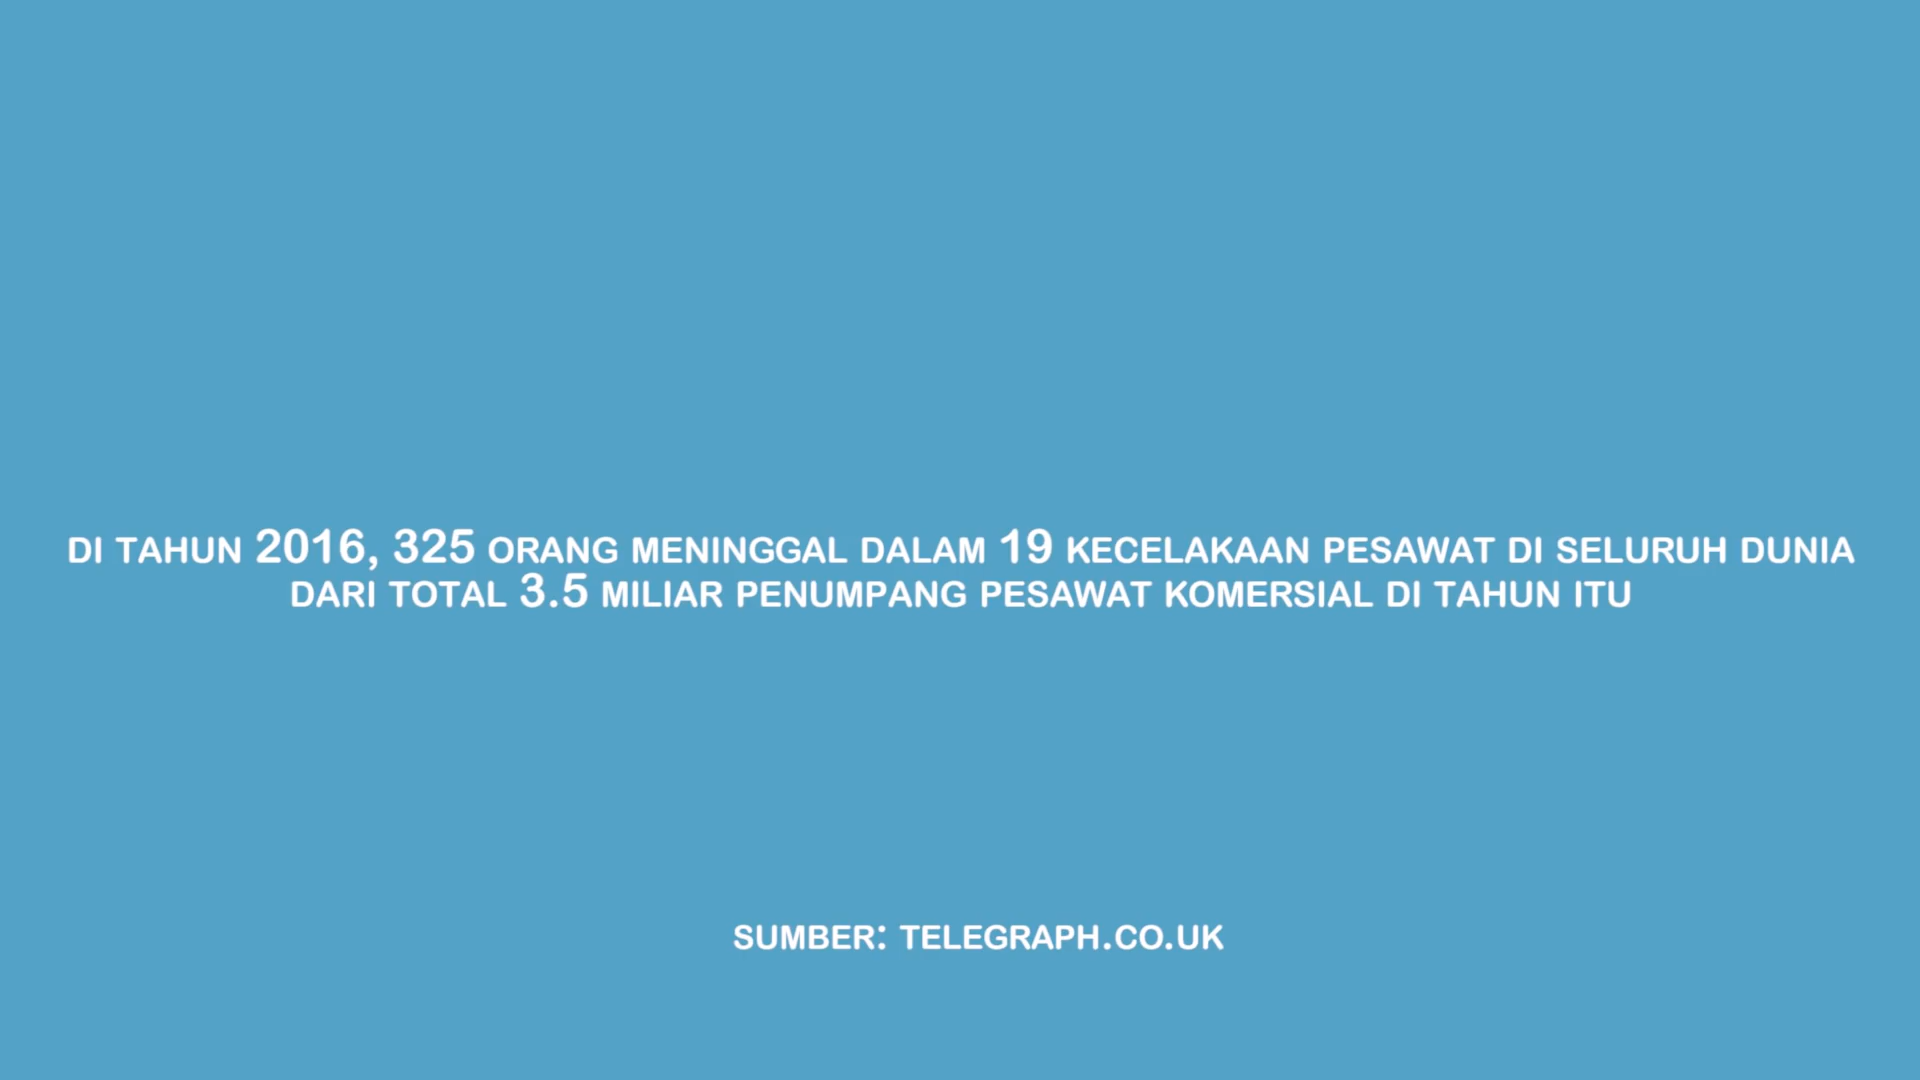 DI TAHUN 2016, 325 ORANG MENINGGAL DALAM 19 KECELAKAAN PESAWAT DI SELURUH DUNIA
DARI TOTAL 3.5 MILIAR PENUMPANG PESAWAT KOMERSIAL DI TAHUN ITU
SUMBER: TELEGRAPH.CO.UK